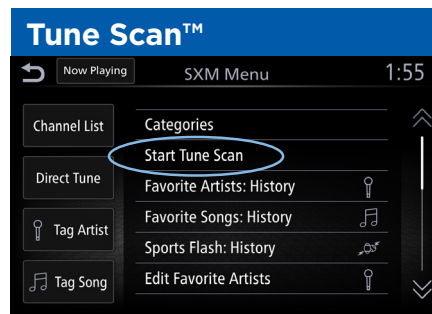 Tune Scan™
Now Playing
SXM Menu
1:55
Channel List
Direct Tune
Tag Artist
Tag Song
Categories
Start Tune Scan
Favorite Artists: History
Favorite Songs: History
Sports Flash: History
Edit Favorite Artists